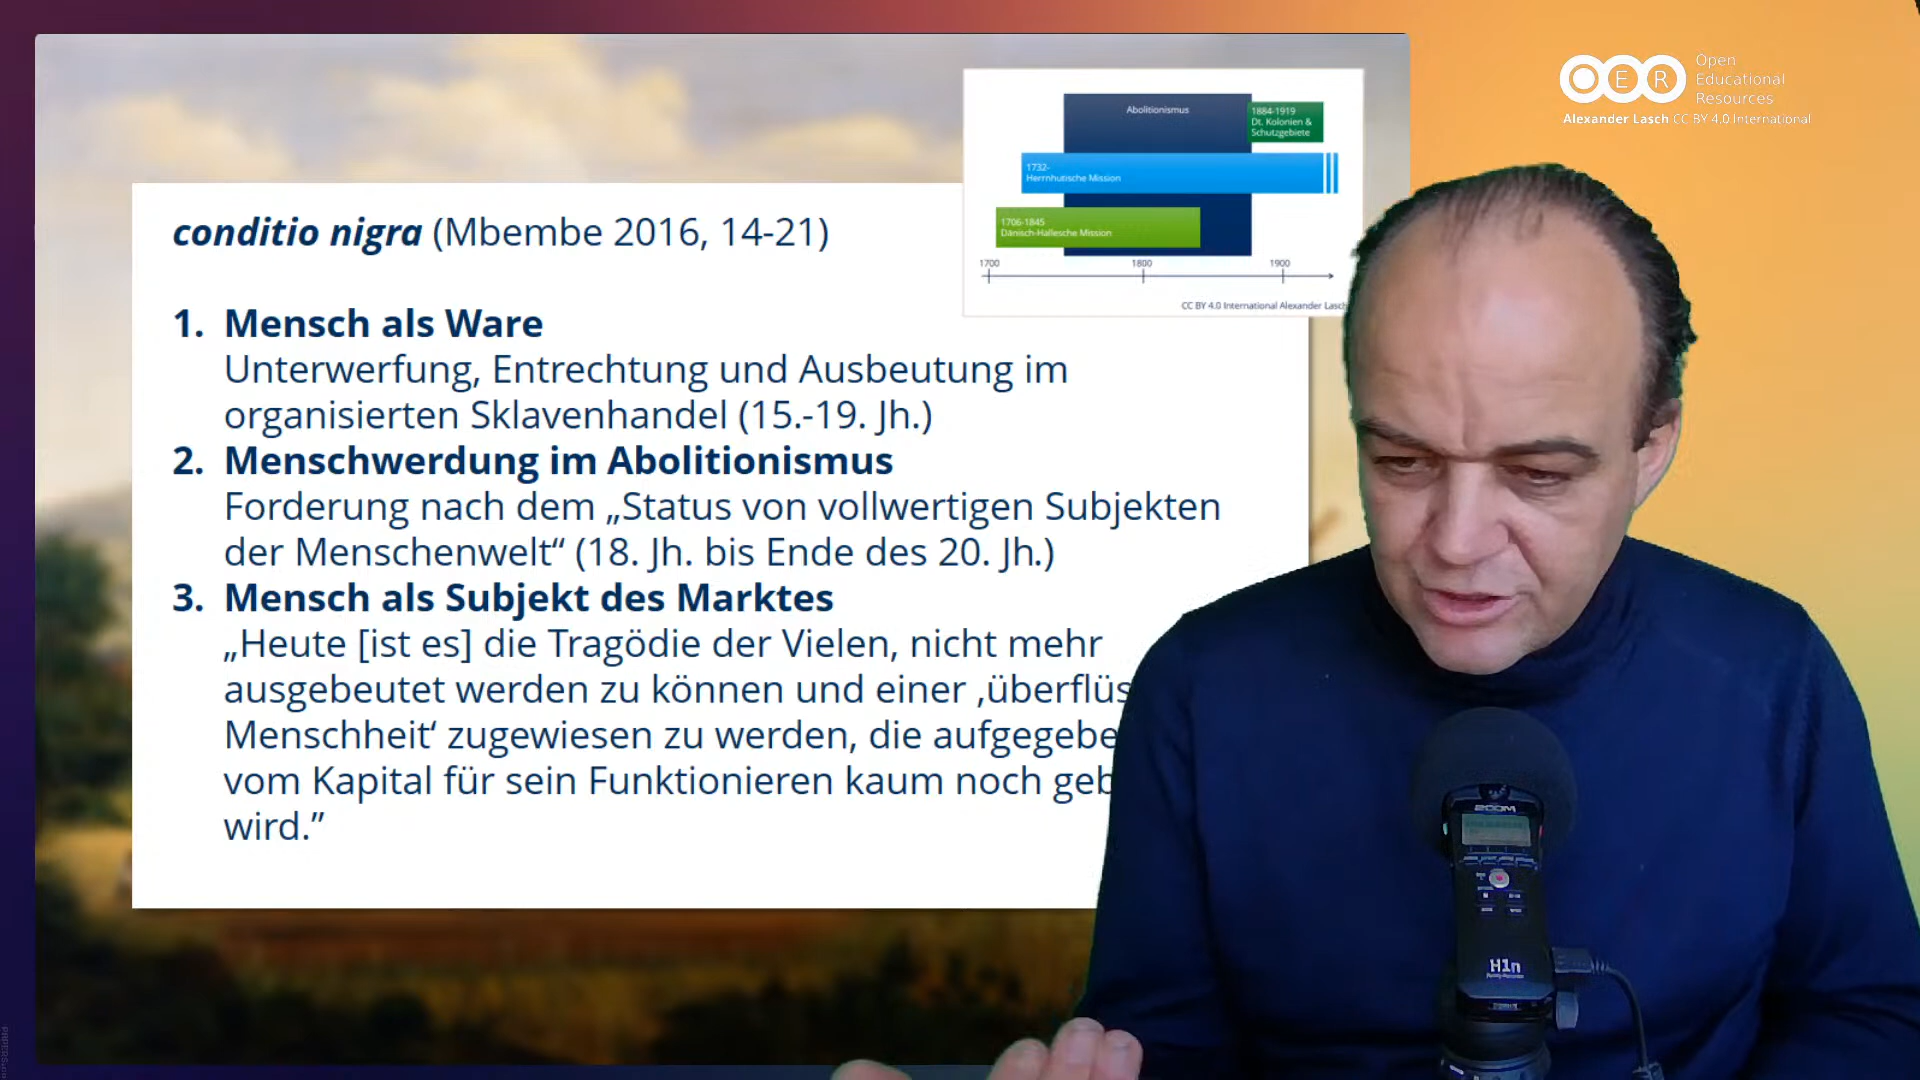 conditio nigra (Mbembe 2016, 14-21)
1. Mensch als Ware
Unterwerfung, Entrechtung und Ausbeutung im
organisierten Sklavenhandel (15.-19. Jh.)
2. Menschwerdung im Abolitionismus
Forderung nach dem „Status von vollwertigen Subjekten
der Menschenwelt“ (18. Jh. bis Ende des 20. Jh.)
3. Mensch als Subjekt des Marktes
„Heute [ist es] die Tragödie der Vielen, nicht mehr
ausgebeutet werden zu können und einer ‚überflüs
Menschheit‘ zugewiesen zu werden, die aufgegebe
vom Kapital für sein Funktionieren kaum noch geb
wird.”
Abolitionismus
1884-1919
Dt. Kolonien &
Schutzgebiete
1732-
Herrnhutische Mission
1706-1845
Dänisch-Hallesche Mission
1700 1800 1900
CC BY 4.0 International Alexander Lasch
OER
Open
Educational
Resources
Alexander Lasch CC BY 4.0 International
zoom
H1n